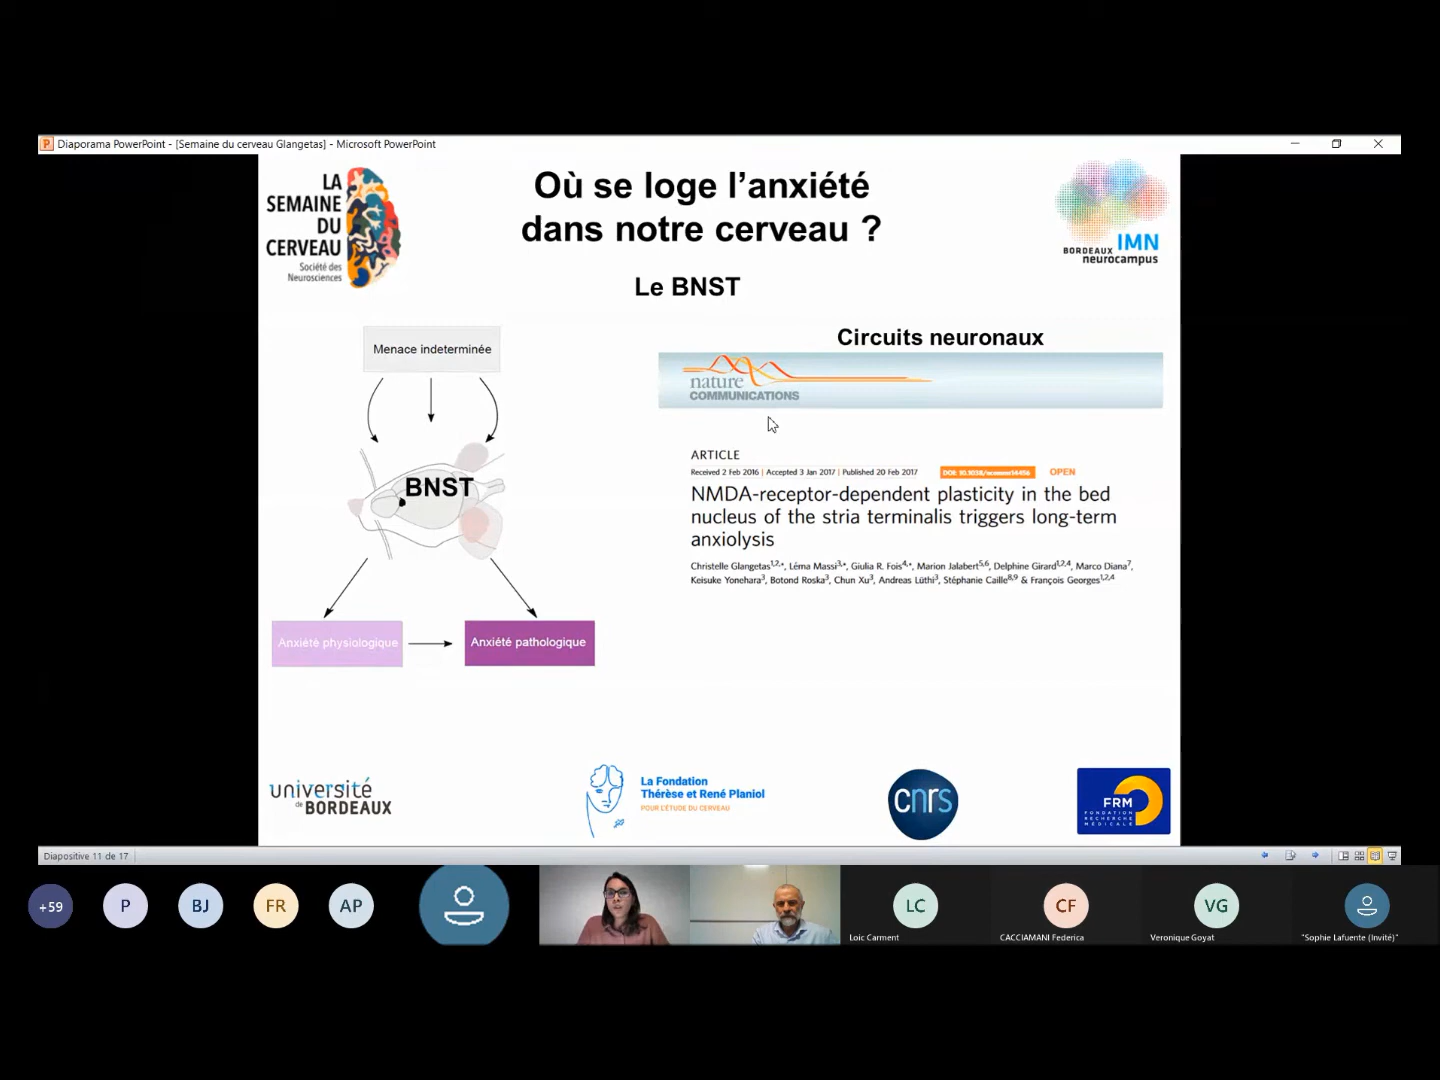 Diaporama PowerPoint - [Semaine du cerveau Glangetas] - Microsoft PowerPoint
LA
SEMAINE
DU
CERVEAU
Société des
Neurosciences
Où se loge l'anxiété
dans notre cerveau ?
BORDEAUX IMN
neurocampus
Le BNST
Menace indeterminée
BNST
Anxiété physiologique
Anxiété pathologique
Circuits neuronaux
nature
COMMUNICATIONS
ARTICLE
Received 2 Feb 2016 | Accepted 3 Jan 2017 | Published 20 Feb 2017
DOI: 10.1038/ncomms14456
OPEN
NMDA-receptor-dependent plasticity in the bed
nucleus of the stria terminalis triggers long-term
anxiolysis
Christelle Glangetas1,2,*, Léma Massi3,*, Giulia R. Fois4,*, Marion Jalabert5,6, Delphine Girard1,2,4, Marco Diana7,
Keisuke Yonehara3, Botond Roska3, Chun Xu3, Andreas Lüthi3, Stéphanie Caille8,9 & François Georges1,2,4
université
de BORDEAUX
La Fondation
Thérèse et René Planiol
POUR L'ÉTUDE DU CERVEAU
cnrs
FRM
FONDATION
RECHERCHE
MÉDICALE
Diapositive 11 de 17
+59
P
BJ
FR
AP
LC
CF
VG
Loic Carment
CACCIAMANI Federica
Veronique Goyat
"Sophie Lafuente (Invité)"